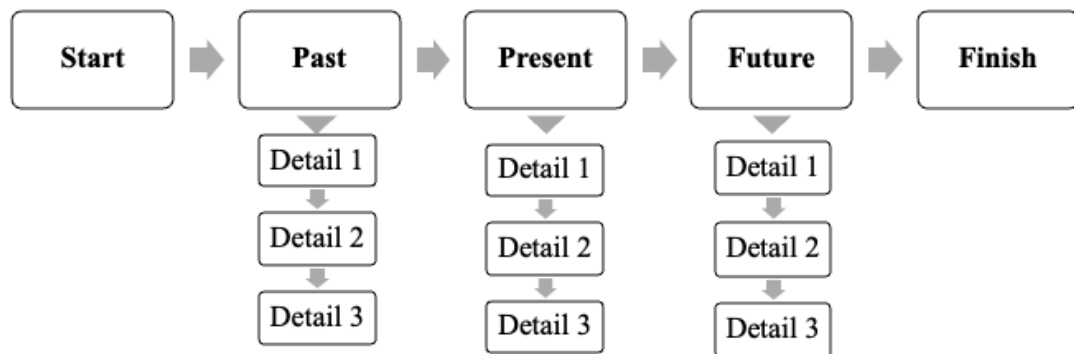 Start
Past
Present
Future
Finish
Detail 1
Detail 2
Detail 3
Detail 1
Detail 2
Detail 3
Detail 1
Detail 2
Detail 3